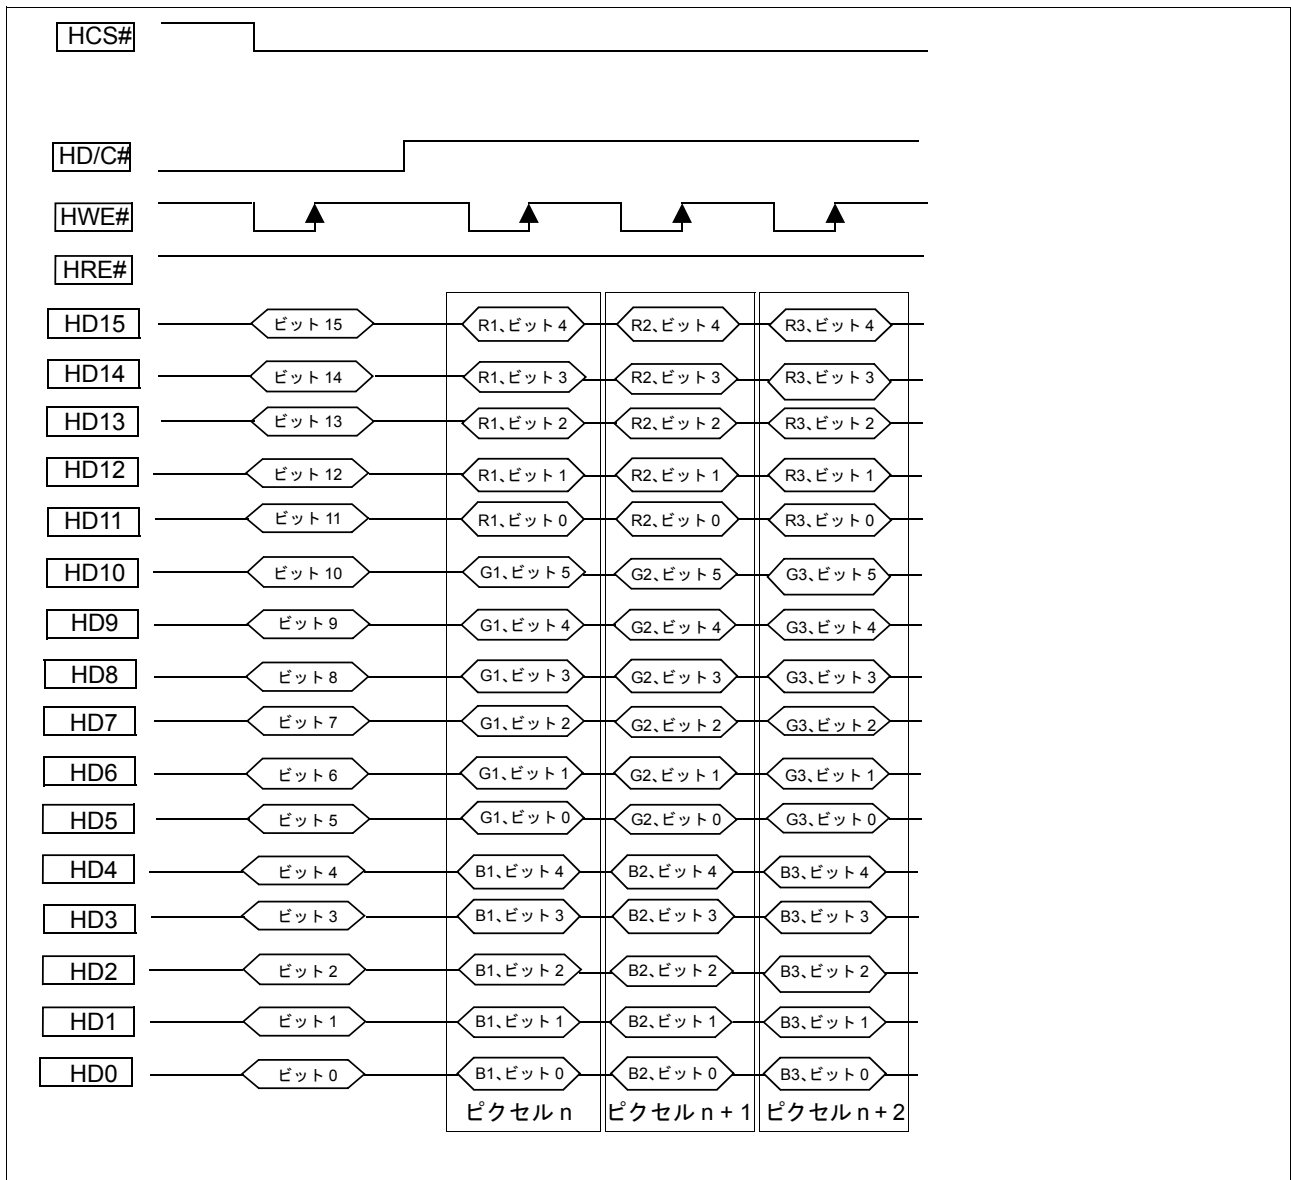 HCS#
HD/C#
HWE#
HRE#
HD15 ビット 15 R1、ビット 4 R2、ビット 4 R3、ビット 4
HD14 ビット 14 R1、ビット 3 R2、ビット 3 R3、ビット 3
HD13 ビット 13 R1、ビット 2 R2、ビット 2 R3、ビット 2
HD12 ビット 12 R1、ビット 1 R2、ビット 1 R3、ビット 1
HD11 ビット 11 R1、ビット 0 R2、ビット 0 R3、ビット 0
HD10 ビット 10 G1、ビット 5 G2、ビット 5 G3、ビット 5
HD9 ビット 9 G1、ビット 4 G2、ビット 4 G3、ビット 4
HD8 ビット 8 G1、ビット 3 G2、ビット 3 G3、ビット 3
HD7 ビット 7 G1、ビット 2 G2、ビット 2 G3、ビット 2
HD6 ビット 6 G1、ビット 1 G2、ビット 1 G3、ビット 1
HD5 ビット 5 G1、ビット 0 G2、ビット 0 G3、ビット 0
HD4 ビット 4 B1、ビット 4 B2、ビット 4 B3、ビット 4
HD3 ビット 3 B1、ビット 3 B2、ビット 3 B3、ビット 3
HD2 ビット 2 B1、ビット 2 B2、ビット 2 B3、ビット 2
HD1 ビット 1 B1、ビット 1 B2、ビット 1 B3、ビット 1
HD0 ビット 0 B1、ビット 0 B2、ビット 0 B3、ビット 0
ピクセル n ピクセル n + 1 ピクセル n + 2